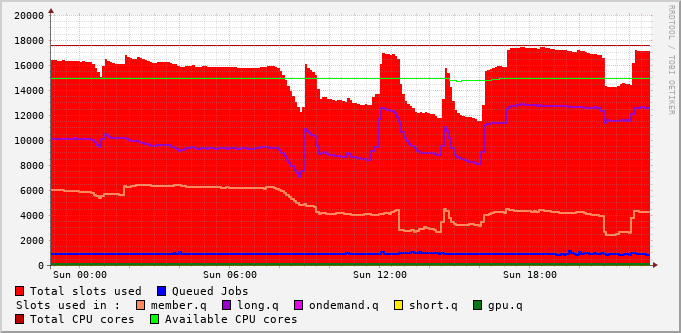 20000
18000
16000
14000
12000
10000
8000
6000
4000
2000
0
Sun 00:00 Sun 06:00 Sun 12:00 Sun 18:00
RRDTOOL / TOBI OETIKER
Total slots used Queued Jobs
Slots used in : member.q long.q ondemand.q short.q gpu.q
Total CPU cores Available CPU cores